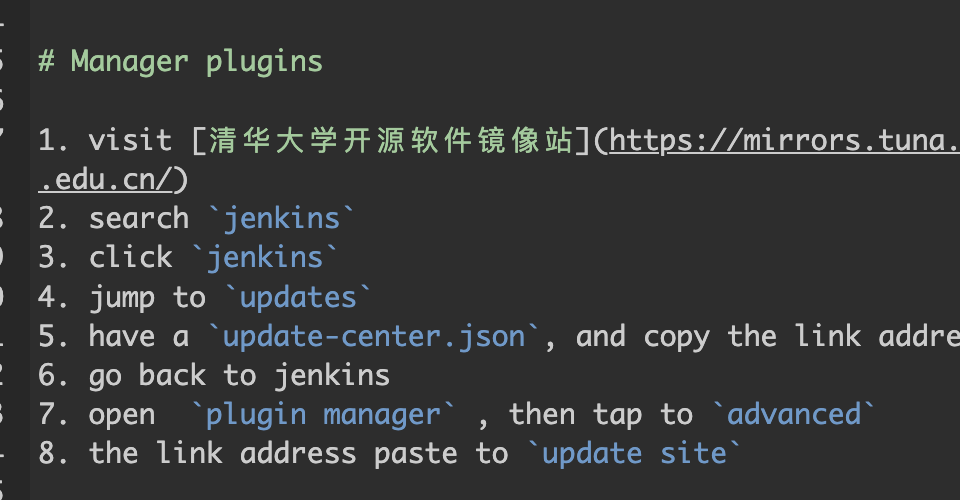 # Manager plugins
1. visit [清华大学开源软件镜像站](https://mirrors.tuna.
.edu.cn/)
2. search `jenkins`
3. click `jenkins`
4. jump to `updates`
5. have a `update-center.json`, and copy the link addre
6. go back to jenkins
7. open  `plugin manager` , then tap to `advanced`
8. the link address paste to `update site`